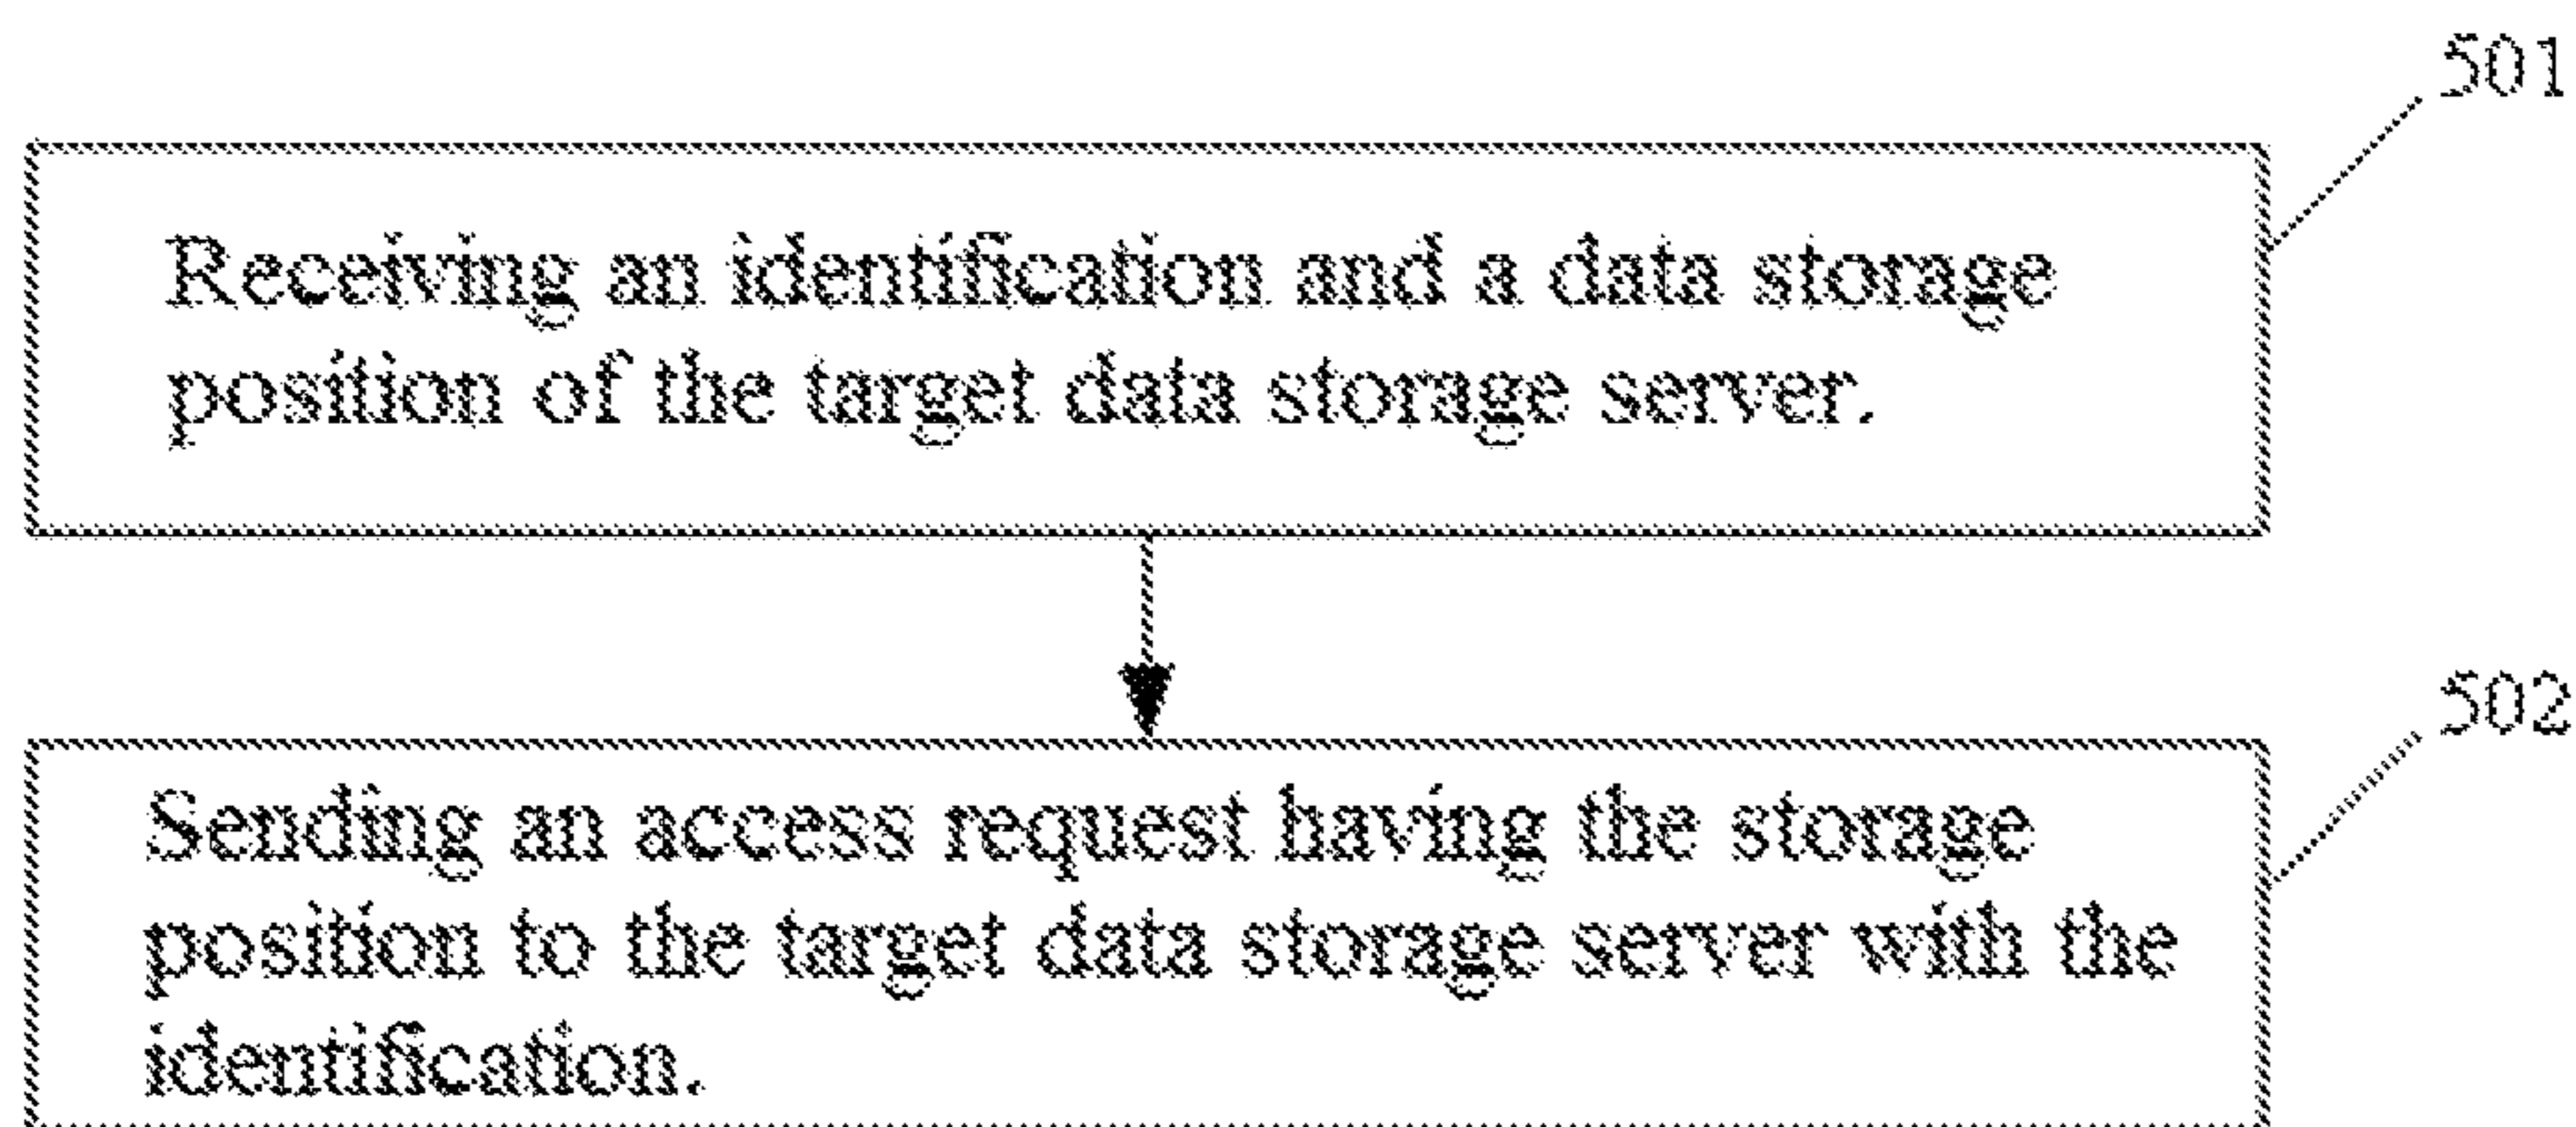 501
Receiving an identification and a data storage
position of the target data storage server.
502
Sending an access request having the storage
position to the target data storage server with the
identification.